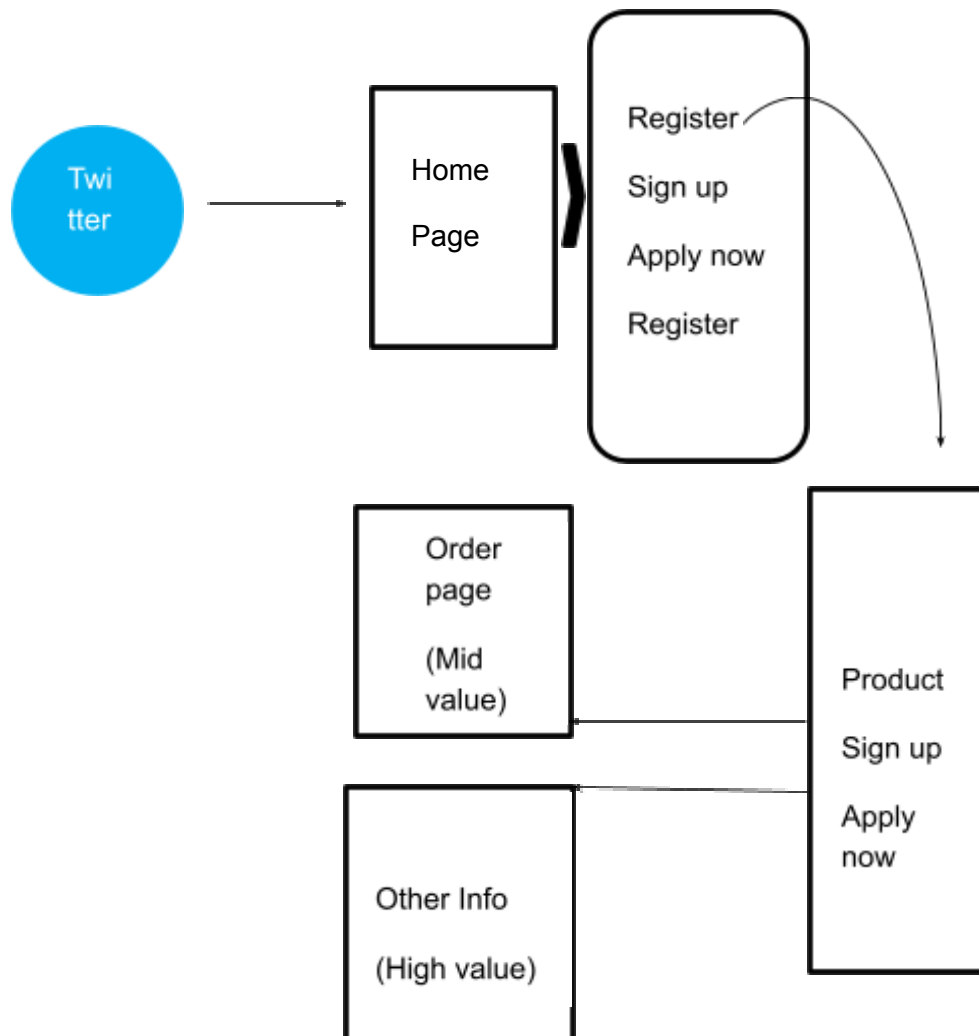 Twi
tter
Home
Page
Register
Sign up
Apply now
Register
Order
page
(Mid
value)
Product
Sign up
Apply
now
Other Info
(High value)